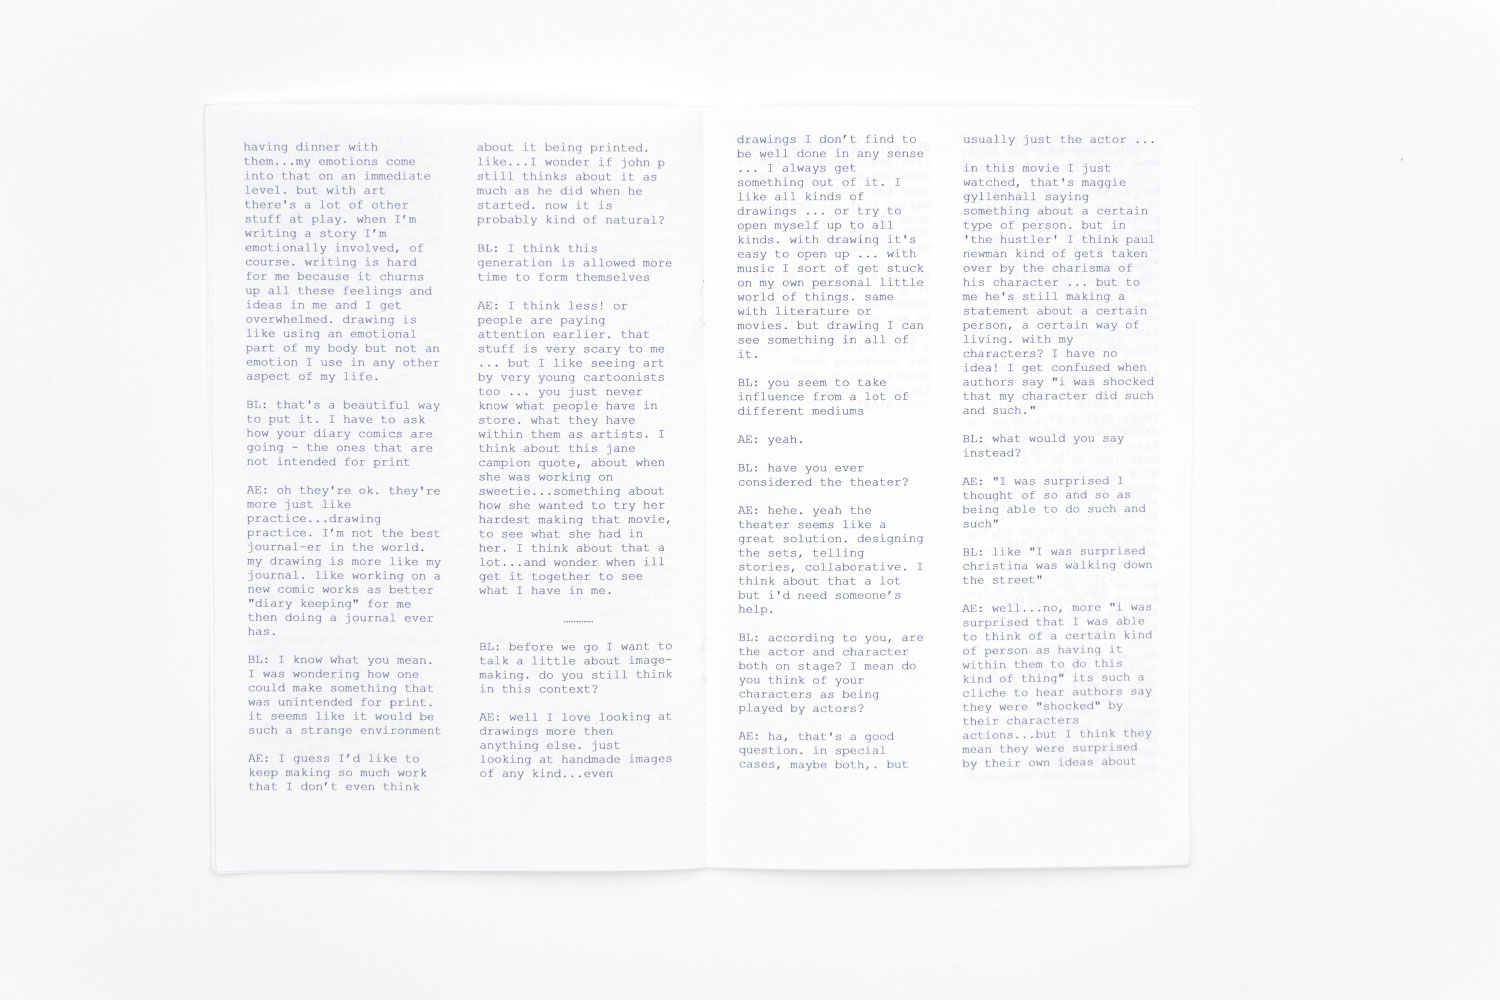 having dinner with
them...my emotions come
into that on an immediate
level. but with art
there's a lot of other
stuff at play. when I’m
writing a story I’m
emotionally involved, of
course. writing is hard
for me because it churns
up all these feelings and
ideas in me and I get
overwhelmed. drawing is
like using an emotional
part of my body but not an
emotion I use in any other
aspect of my life.
BL: that's a beautiful way
to put it. I have to ask
how your diary comics are
going - the ones that are
not intended for print
AE: oh they're ok. they're
more just like
practice...drawing
practice. I’m not the best
journal-er in the world.
my drawing is more like my
journal. like working on a
new comic works as better
"diary keeping" for me
then doing a journal ever
has.
BL: I know what you mean.
I was wondering how one
could make something that
was unintended for print.
it seems like it would be
such a strange environment
AE: I guess I’d like to
keep making so much work
that I don’t even think
about it being printed.
like...I wonder if john p
still thinks about it as
much as he did when he
started. now it is
probably kind of natural?
BL: I think this
generation is allowed more
time to form themselves
AE: I think less! or
people are paying
attention earlier. that
stuff is very scary to me
... but I like seeing art
by very young cartoonists
too ... you just never
know what people have in
store. what they have
within them as artists. I
think about this jane
campion quote, about when
she was working on
sweetie...something about
how she wanted to try her
hardest making that movie,
to see what she had in
her. I think about that a
lot...and wonder when ill
get it together to see
what I have in me.
............
BL: before we go I want to
talk a little about image-
making. do you still think
in this context?
AE: well I love looking at
drawings more then
anything else. just
looking at handmade images
of any kind...even
drawings I don’t find to
be well done in any sense
... I always get
something out of it. I
like all kinds of
drawings ... or try to
open myself up to all
kinds. with drawing it's
easy to open up ... with
music I sort of get stuck
on my own personal little
world of things. same
with literature or
movies. but drawing I can
see something in all of
it.
BL: you seem to take
influence from a lot of
different mediums
AE: yeah.
BL: have you ever
considered the theater?
AE: hehe. yeah the
theater seems like a
great solution. designing
the sets, telling
stories, collaborative. I
think about that a lot
but i'd need someone’s
help.
BL: according to you, are
the actor and character
both on stage? I mean do
you think of your
characters as being
played by actors?
AE: ha, that's a good
question. in special
cases, maybe both,. but
usually just the actor ...
in this movie I just
watched, that's maggie
gyllenhall saying
something about a certain
type of person. but in
'the hustler' I think paul
newman kind of gets taken
over by the charisma of
his character ... but to
me he's still making a
statement about a certain
person, a certain way of
living. with my
characters? I have no
idea! I get confused when
authors say "i was shocked
that my character did such
and such."
BL: what would you say
instead?
AE: "I was surprised I
thought of so and so as
being able to do such and
such"
BL: like "I was surprised
christina was walking down
the street"
AE: well...no, more "i was
surprised that I was able
to think of a certain kind
of person as having it
within them to do this
kind of thing" its such a
cliche to hear authors say
they were "shocked" by
their characters
actions...but I think they
mean they were surprised
by their own ideas about